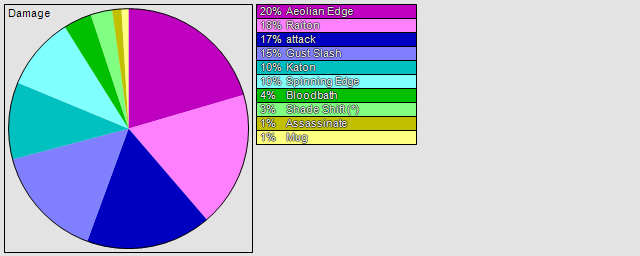 Damage
20% Aeolian Edge
18% Raiton
17% attack
15% Gust Slash
10% Katon
10% Spinning Edge
4% Bloodbath
3% Shade Shift (*)
1% Assassinate
1% Mug